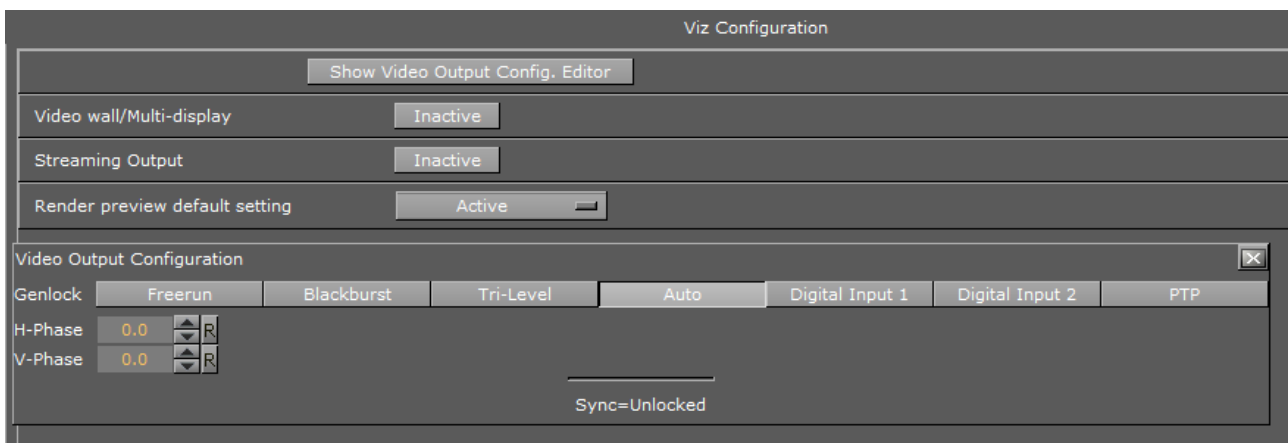 Viz Configuration
Show Video Output Config. Editor
Video wall/Multi-display Inactive
Streaming Output Inactive
Render preview default setting Active
Video Output Configuration
Genlock Freerun Blackburst Tri-Level Auto Digital Input 1 Digital Input 2 PTP
H-Phase 0.0 R
V-Phase 0.0 R
Sync=Unlocked